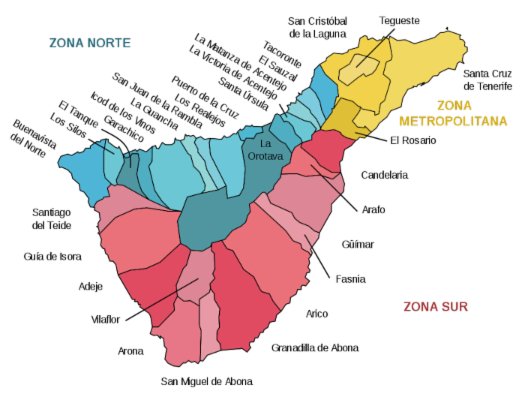 ZONA NORTE
San Cristóbal
de la Laguna
Tegueste
Tacoronte
El Sauzal
La Matanza de Acentejo
La Victoria de Acentejo
Santa Úrsula
Puerto de la Cruz
Los Realejos
San Juan de la Rambla
La Guancha
Icod de los Vinos
Garachico
El Tanque
Los Silos
Buenavista
del Norte
Santa Cruz
de Tenerife
ZONA
METROPOLITANA
El Rosario
La
Orotava
Candelaria
Arafo
Güímar
Fasnia
Santiago
del Teide
Guía de Isora
Adeje
Vilaflor
Arona
San Miguel de Abona
Granadilla de Abona
Arico
ZONA SUR